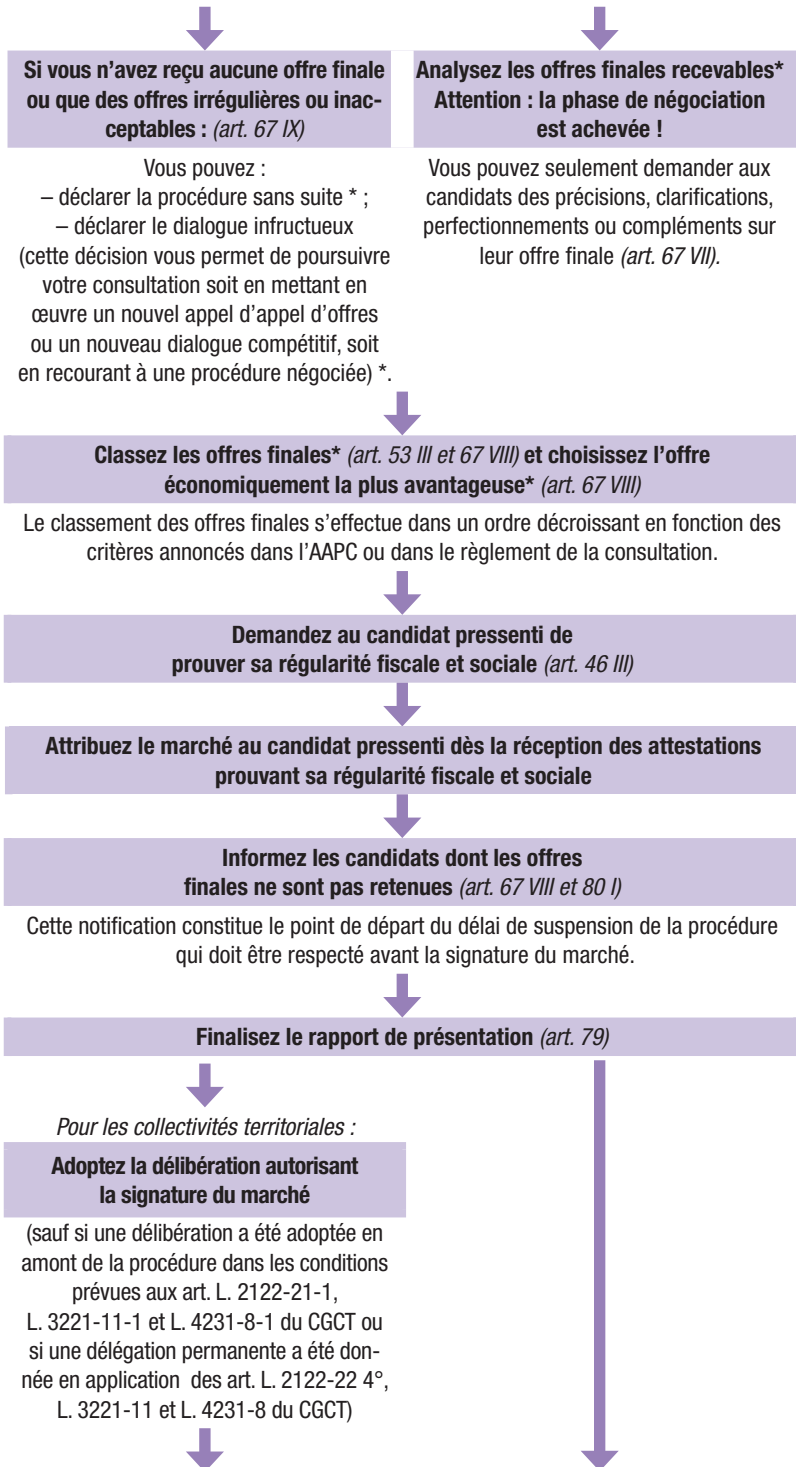 Si vous n'avez reçu aucune offre finale
ou que des offres irrégulières ou inac-
ceptables : (art. 67 IX)
Vous pouvez :
– déclarer la procédure sans suite * ;
– déclarer le dialogue infructueux
(cette décision vous permet de poursuivre
votre consultation soit en mettant en
œuvre un nouvel appel d'appel d'offres
ou un nouveau dialogue compétitif, soit
en recourant à une procédure négociée) *.
Analysez les offres finales recevables*
Attention : la phase de négociation
est achevée !
Vous pouvez seulement demander aux
candidats des précisions, clarifications,
perfectionnements ou compléments sur
leur offre finale (art. 67 VII).
Classez les offres finales* (art. 53 III et 67 VIII) et choisissez l'offre
économiquement la plus avantageuse* (art. 67 VIII)
Le classement des offres finales s'effectue dans un ordre décroissant en fonction des
critères annoncés dans l'AAPC ou dans le règlement de la consultation.
Demandez au candidat pressenti de
prouver sa régularité fiscale et sociale (art. 46 III)
Attribuez le marché au candidat pressenti dès la réception des attestations
prouvant sa régularité fiscale et sociale
Informez les candidats dont les offres
finales ne sont pas retenues (art. 67 VIII et 80 I)
Cette notification constitue le point de départ du délai de suspension de la procédure
qui doit être respecté avant la signature du marché.
Finalisez le rapport de présentation (art. 79)
Pour les collectivités territoriales :
Adoptez la délibération autorisant
la signature du marché
(sauf si une délibération a été adoptée en
amont de la procédure dans les conditions
prévues aux art. L. 2122-21-1,
L. 3221-11-1 et L. 4231-8-1 du CGCT ou
si une délégation permanente a été don-
née en application des art. L. 2122-22 4°,
L. 3221-11 et L. 4231-8 du CGCT)